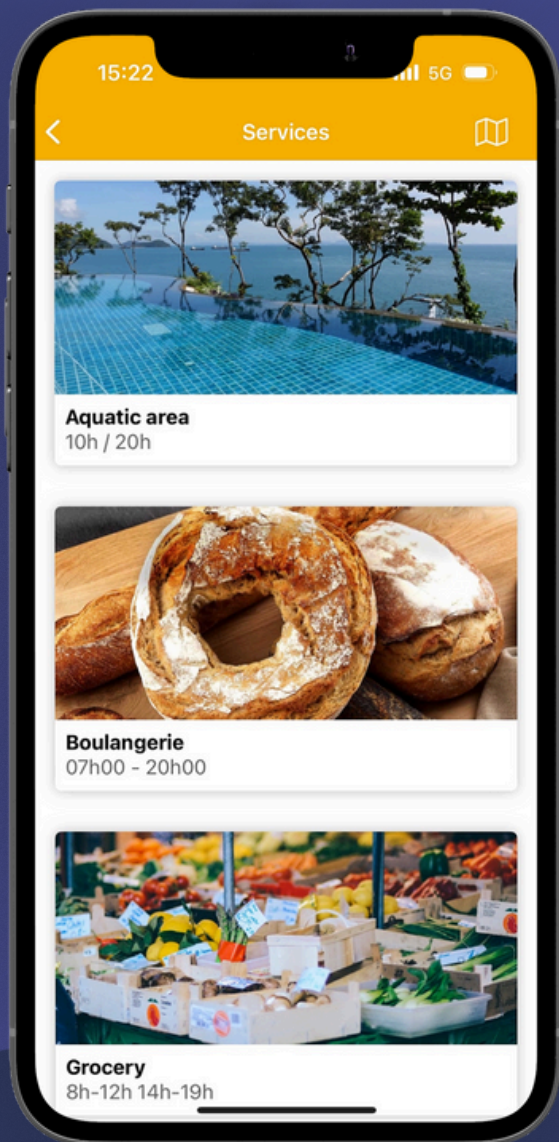 15:22
5G
Services
Aquatic area
10h / 20h
Boulangerie
07h00 - 20h00
Grocery
8h-12h 14h-19h